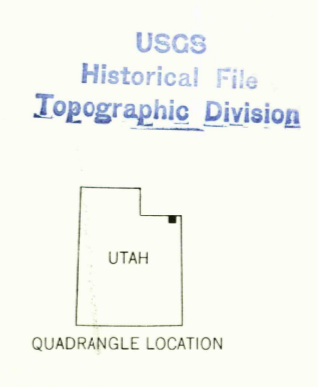 USGS
Historical File
Topographic Division
UTAH
QUADRANGLE LOCATION